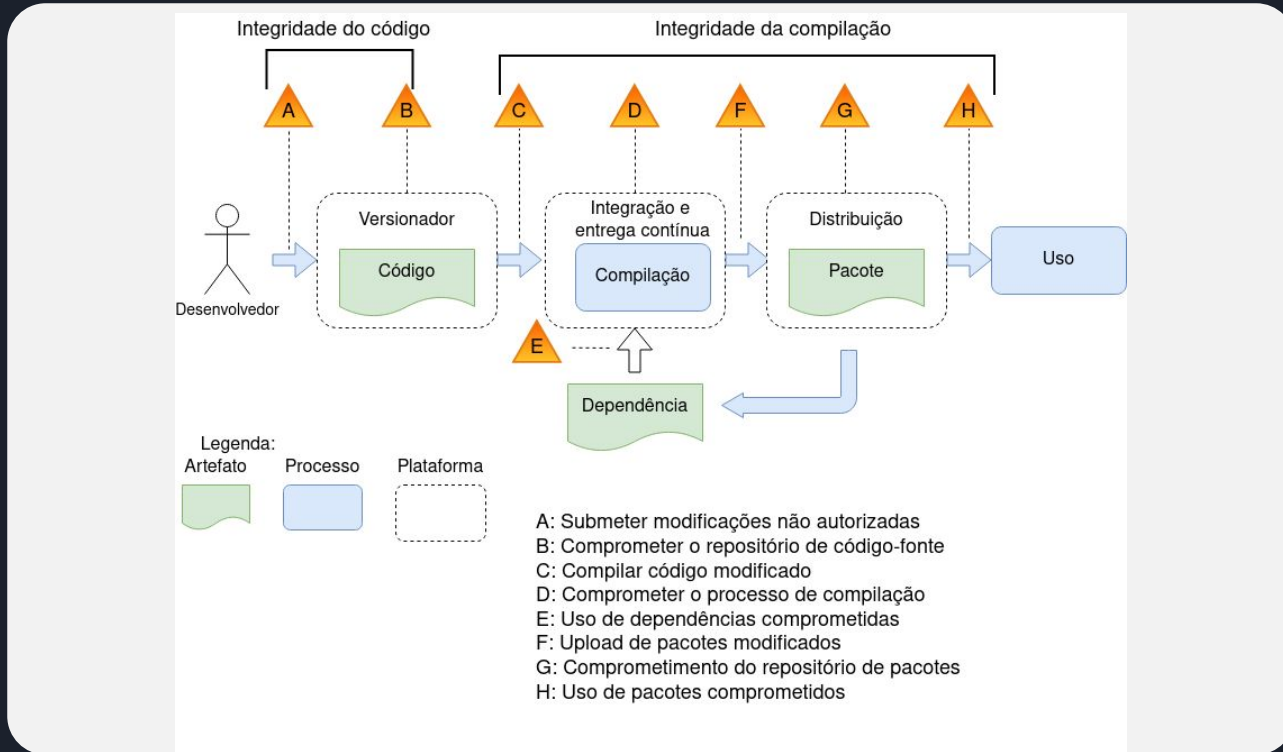 Integridade do código
Integridade da compilação
A
B
C
D
F
G
H
Versionador
Código
Integração e
entrega contínua
Compilação
Distribuição
Pacote
Uso
Desenvolvedor
E
Dependência
Legenda:
Artefato
Processo
Plataforma
A: Submeter modificações não autorizadas
B: Comprometer o repositório de código-fonte
C: Compilar código modificado
D: Comprometer o processo de compilação
E: Uso de dependências comprometidas
F: Upload de pacotes modificados
G: Comprometimento do repositório de pacotes
H: Uso de pacotes comprometidos